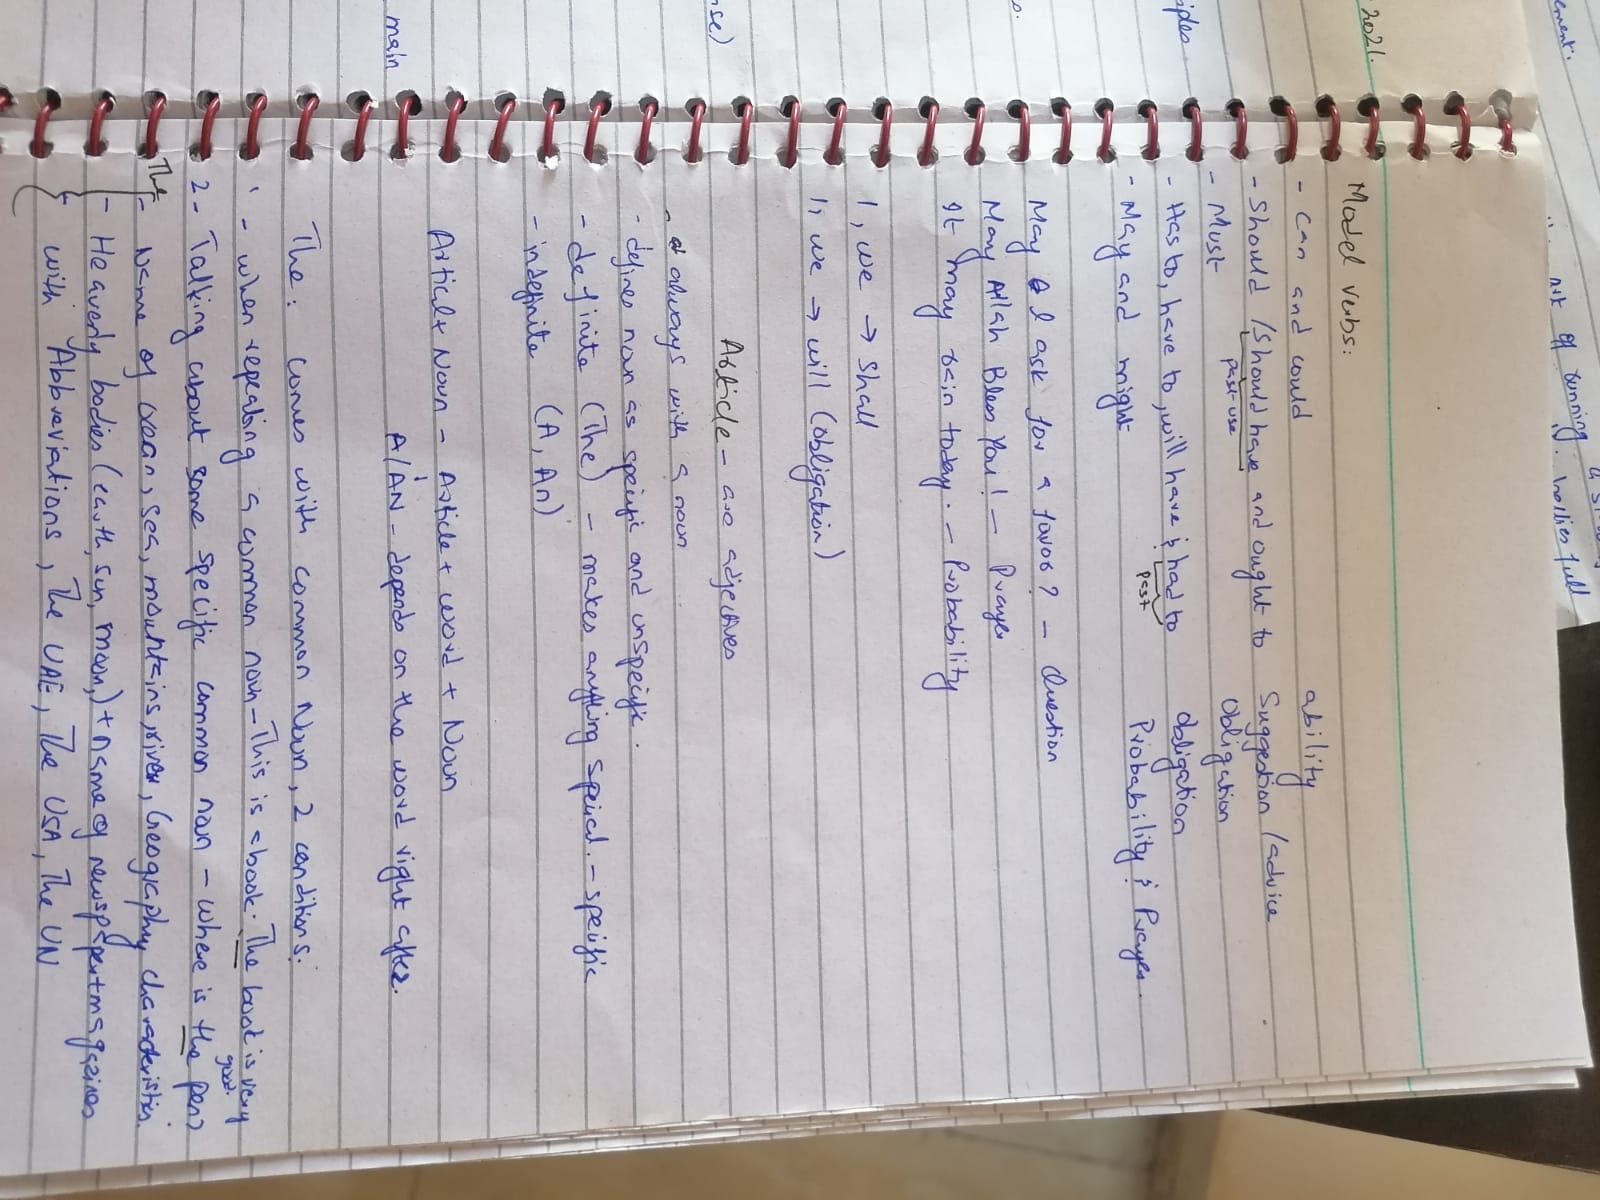 ement.
art of running a s
bodies full
2021.
Model verbs:
- Can and could ability
- Should /Should have and ought to Suggestion /advice
past use
- Must Obligation
- Has to, have to, will have & had to obligation
past
- May and might Probability & Prayer.
May I ask for a favor? - Question
May Allah Bless You! - Prayer
It may rain today. - Probability
I, we → Shall
I, we → will (obligation)
Article - are adjectives
- always with a noun
- defines noun as specific and unspecific.
- definite (The) - makes anything speical. - specific
- indefinite (A, An)
Articlet Noun - Article + word + Noun
A/AN - depends on the word right after.
The: comes with common Noun, 2 conditions:
1 - when repeating a common noun - This is a book. The book is very
good.
2 - Talking about some specific common noun - where is the pen?
The - Name of ocean, sea, mountains, river, Geography characteristics.
- Heavenly bodies (earth, sun, moon,) + name of newspaper + magazines
with Abbreviations, The UAE, The USA, The UN
iples
nse)
main